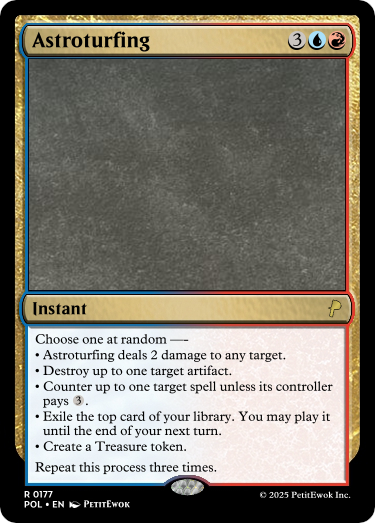 Astroturfing 3
Instant
Choose one at random —-
• Astroturfing deals 2 damage to any target.
• Destroy up to one target artifact.
• Counter up to one target spell unless its controller
pays 3.
• Exile the top card of your library. You may play it
until the end of your next turn.
• Create a Treasure token.
Repeat this process three times.
R 0177
POL • EN PetitEwok
© 2025 PetitEwok Inc.